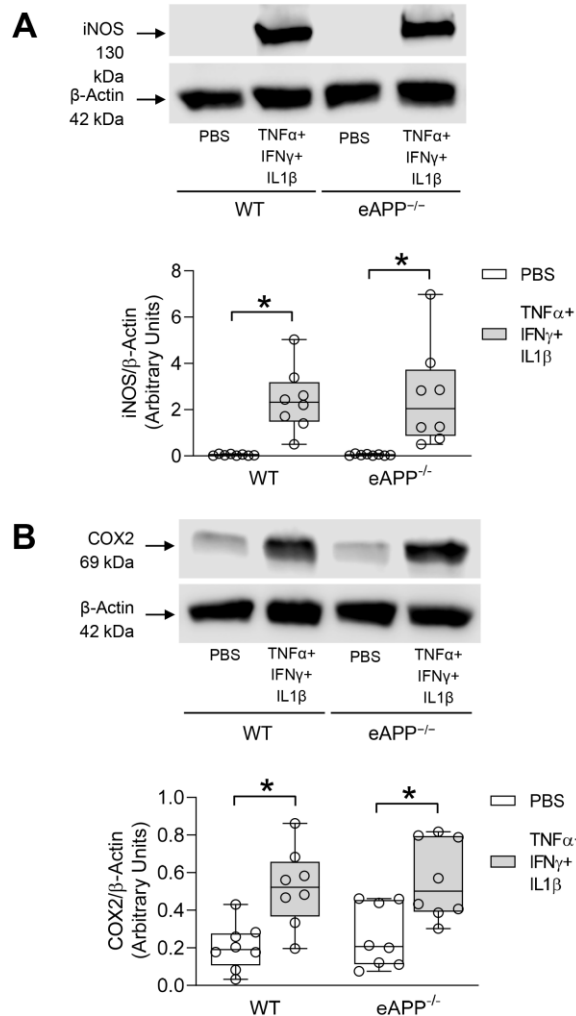 A
iNOS
130
kDa
β-Actin
42 kDa
PBS
TNFα+
IFNγ+
IL1β
PBS
TNFα+
IFNγ+
IL1β
WT
eAPP⁻/⁻
iNOS/β-Actin
(Arbitrary Units)
8
6
4
2
0
*
*
WT
eAPP⁻/⁻
PBS
TNFα+
IFNγ+
IL1β
B
COX2
69 kDa
β-Actin
42 kDa
PBS
TNFα+
IFNγ+
IL1β
PBS
TNFα+
IFNγ+
IL1β
WT
eAPP⁻/⁻
COX2/β-Actin
(Arbitrary Units)
1.0
0.8
0.6
0.4
0.2
0.0
*
*
WT
eAPP⁻/⁻
PBS
TNFα+
IFNγ+
IL1β